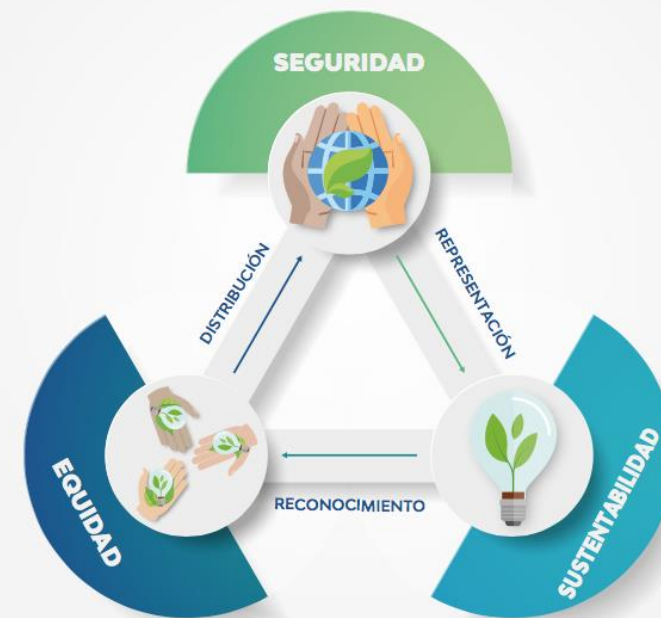 SEGURIDAD
DISTRIBUCIÓN
REPRESENTACIÓN
EQUIDAD
RECONOCIMIENTO
SUSTENTABILIDAD